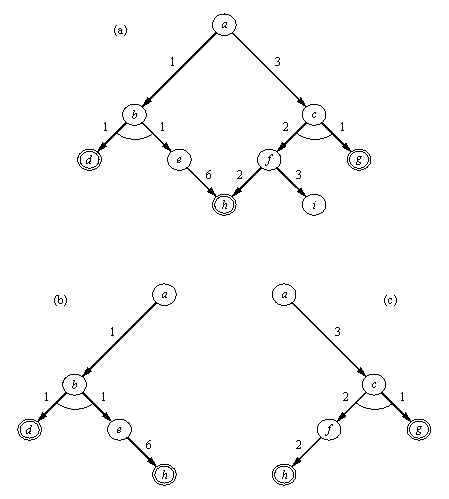 (a) a
1 3
b c
1 1 2 1
d e f g
6 2 3
h i
(b) a a (c)
1 3
b c
1 1 2 1
d e f g
6 2
h h